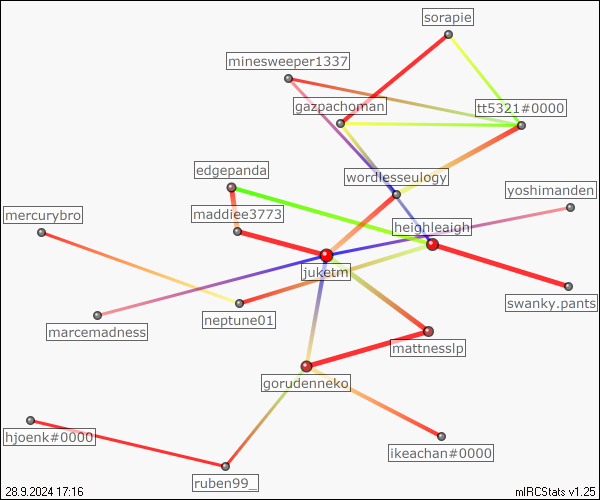 sorapie
minesweeper1337
gazpachoman
tt5321#0000
edgepanda
wordlesseulogy
yoshimanden
mercurybro
maddiee3773
heighleaigh
juketm
swanky.pants
marcemadness
neptune01
mattnesslp
gorudenneko
hjoenk#0000
ikeachan#0000
ruben99_
28.9.2024 17:16
mIRCStats v1.25